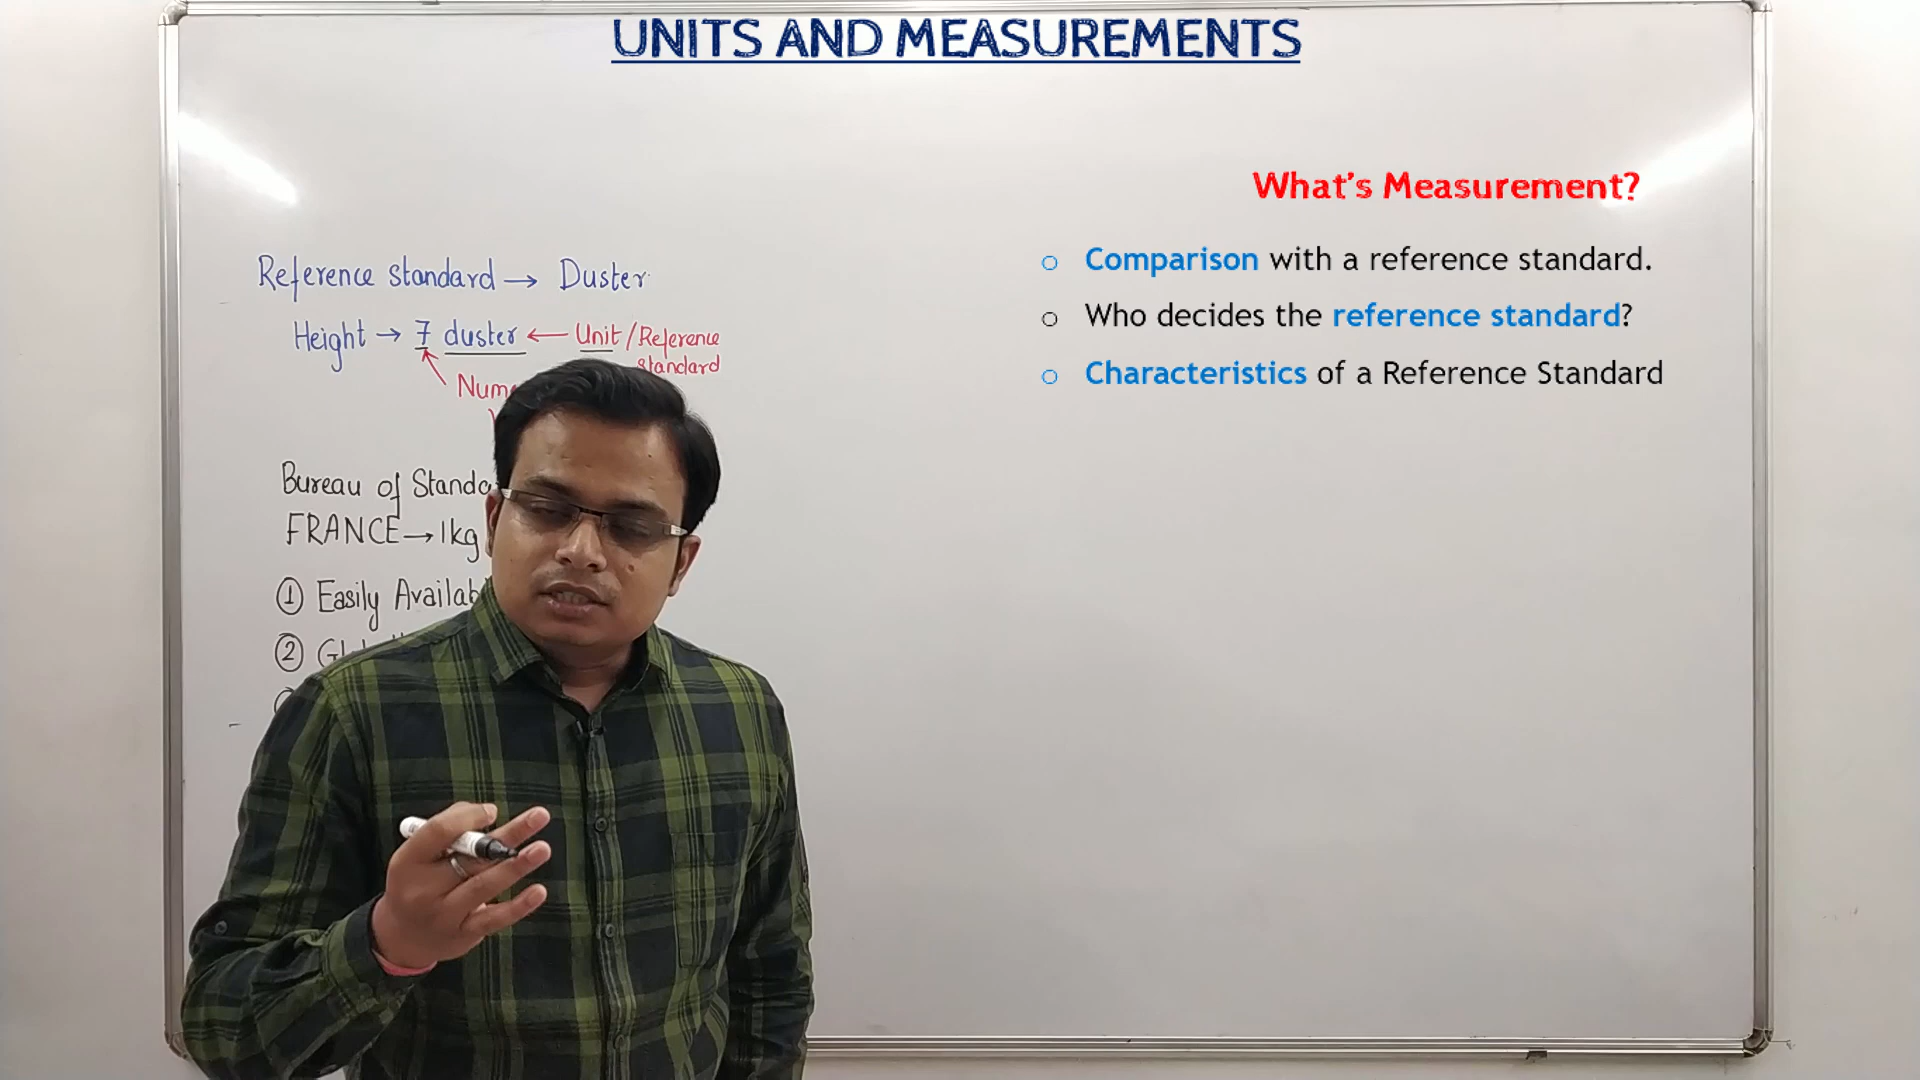 UNITS AND MEASUREMENTS
What's Measurement?
Comparison with a reference standard.
Who decides the reference standard?
Characteristics of a Reference Standard
Reference standard → Duster
Height → 7 duster ← Unit / Reference
standard
Bureau of
FRANCE → 1kg
① Easily
②